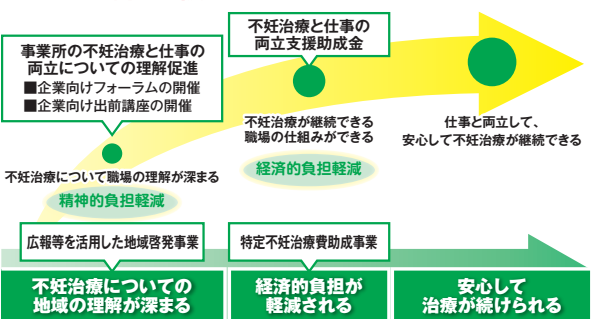 事業所の不妊治療と仕事の
両立についての理解促進
■企業向けフォーラムの開催
■企業向け出前講座の開催
不妊治療について職場の理解が深まる
精神的負担軽減
不妊治療と仕事の
両立支援助成金
不妊治療が継続できる
職場の仕組みができる
経済的負担軽減
仕事と両立して、
安心して不妊治療が継続できる
広報等を活用した地域啓発事業
特定不妊治療費助成事業
不妊治療についての
地域の理解が深まる
経済的負担が
軽減される
安心して
治療が続けられる